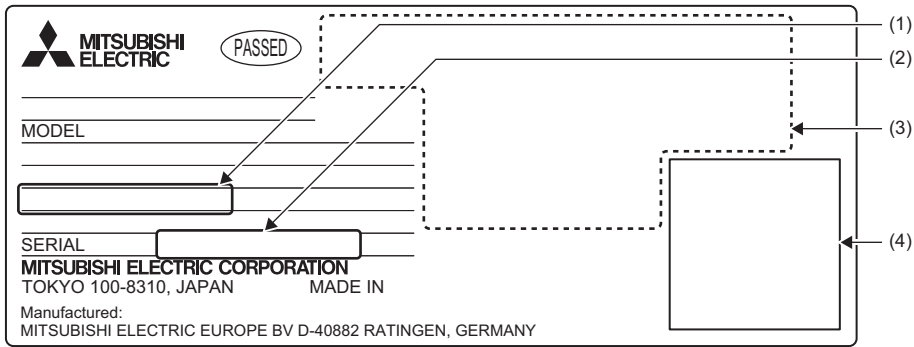 MITSUBISHI
ELECTRIC
PASSED
(1)
(2)
MODEL
(3)
SERIAL
(4)
MITSUBISHI ELECTRIC CORPORATION
TOKYO 100-8310, JAPAN MADE IN
Manufactured:
MITSUBISHI ELECTRIC EUROPE BV D-40882 RATINGEN, GERMANY